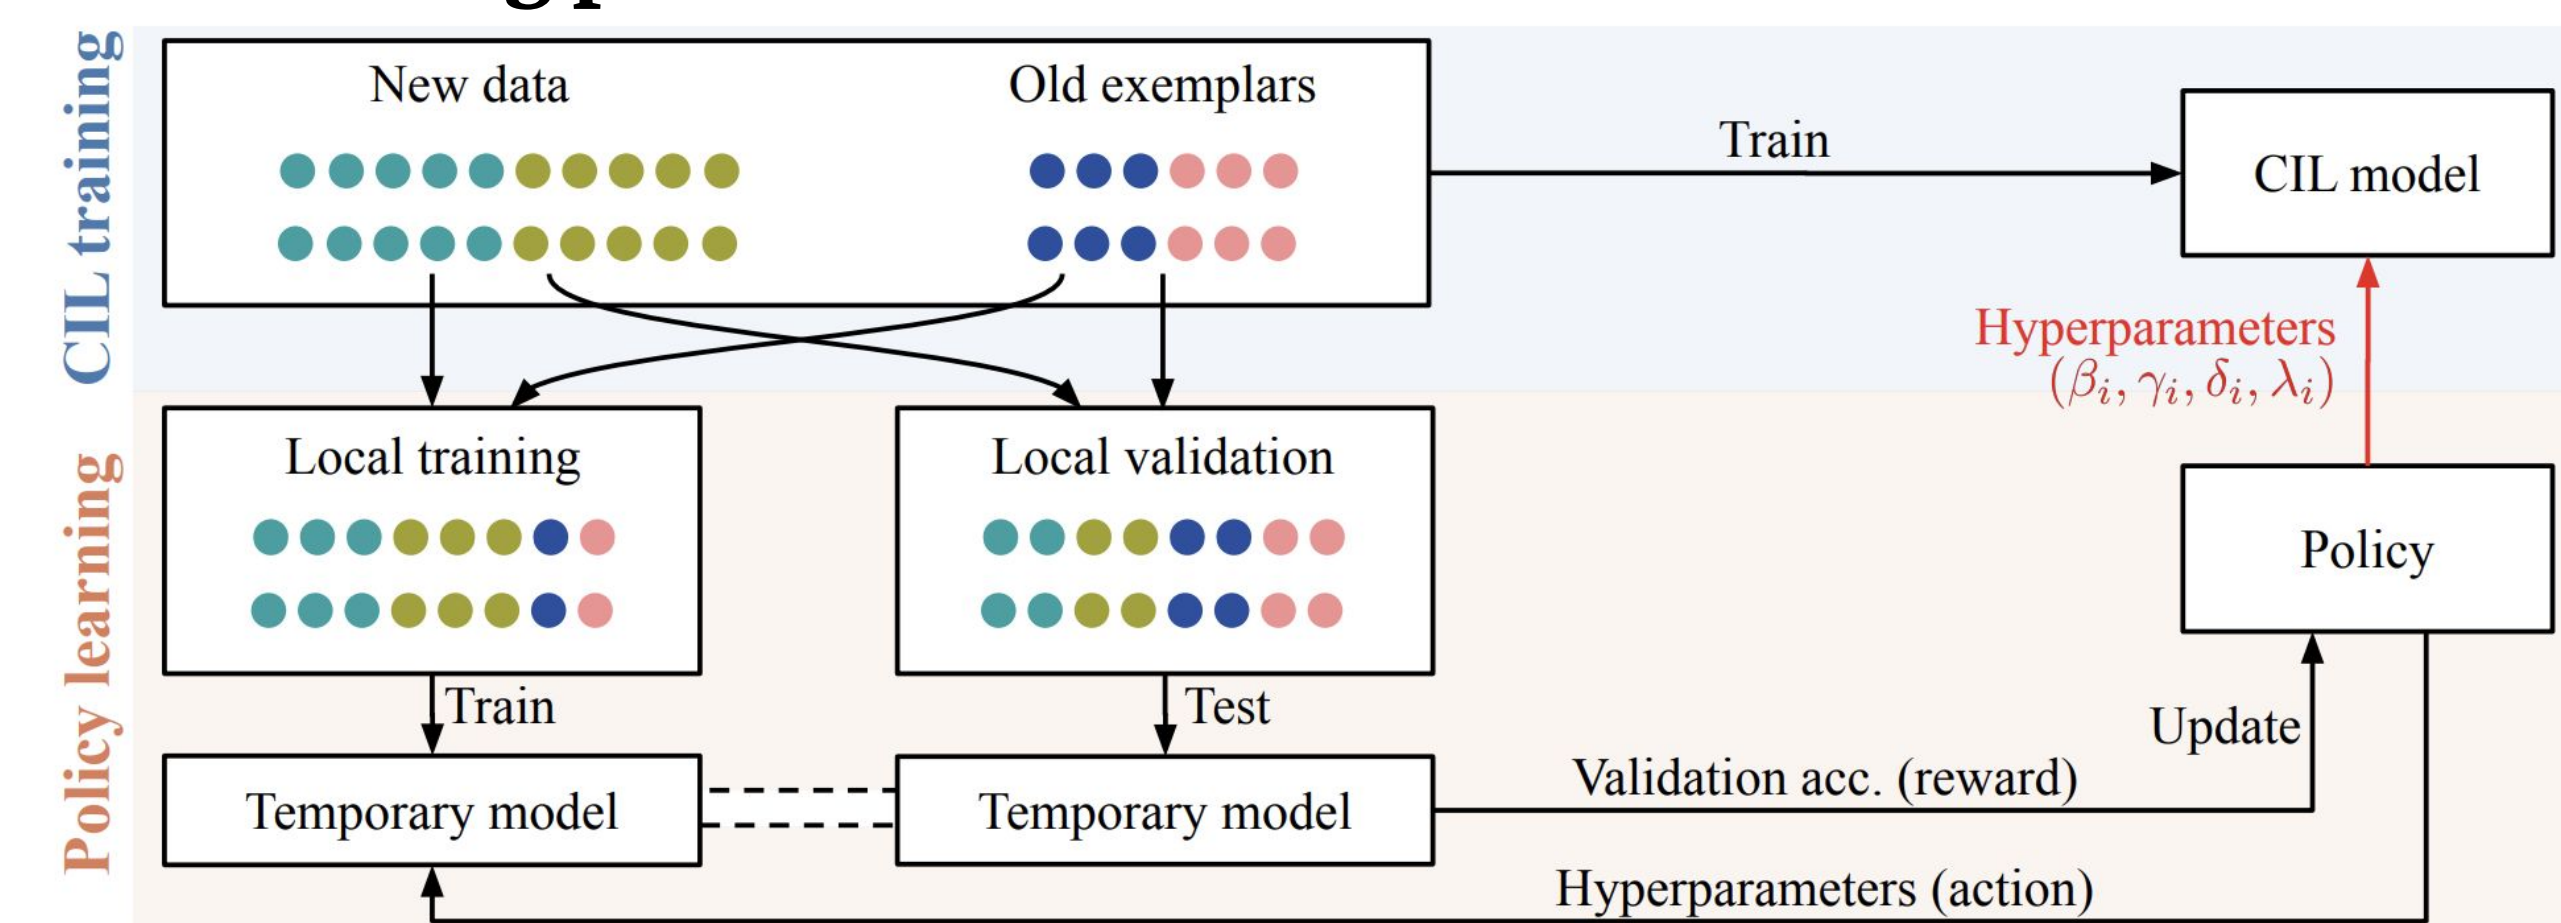 CIL training
New data
Old exemplars
Train
CIL model
Hyperparameters
(βi, γi, δi, λi)
Policy learning
Local training
Local validation
Policy
Train
Test
Update
Temporary model
Temporary model
Validation acc. (reward)
Hyperparameters (action)